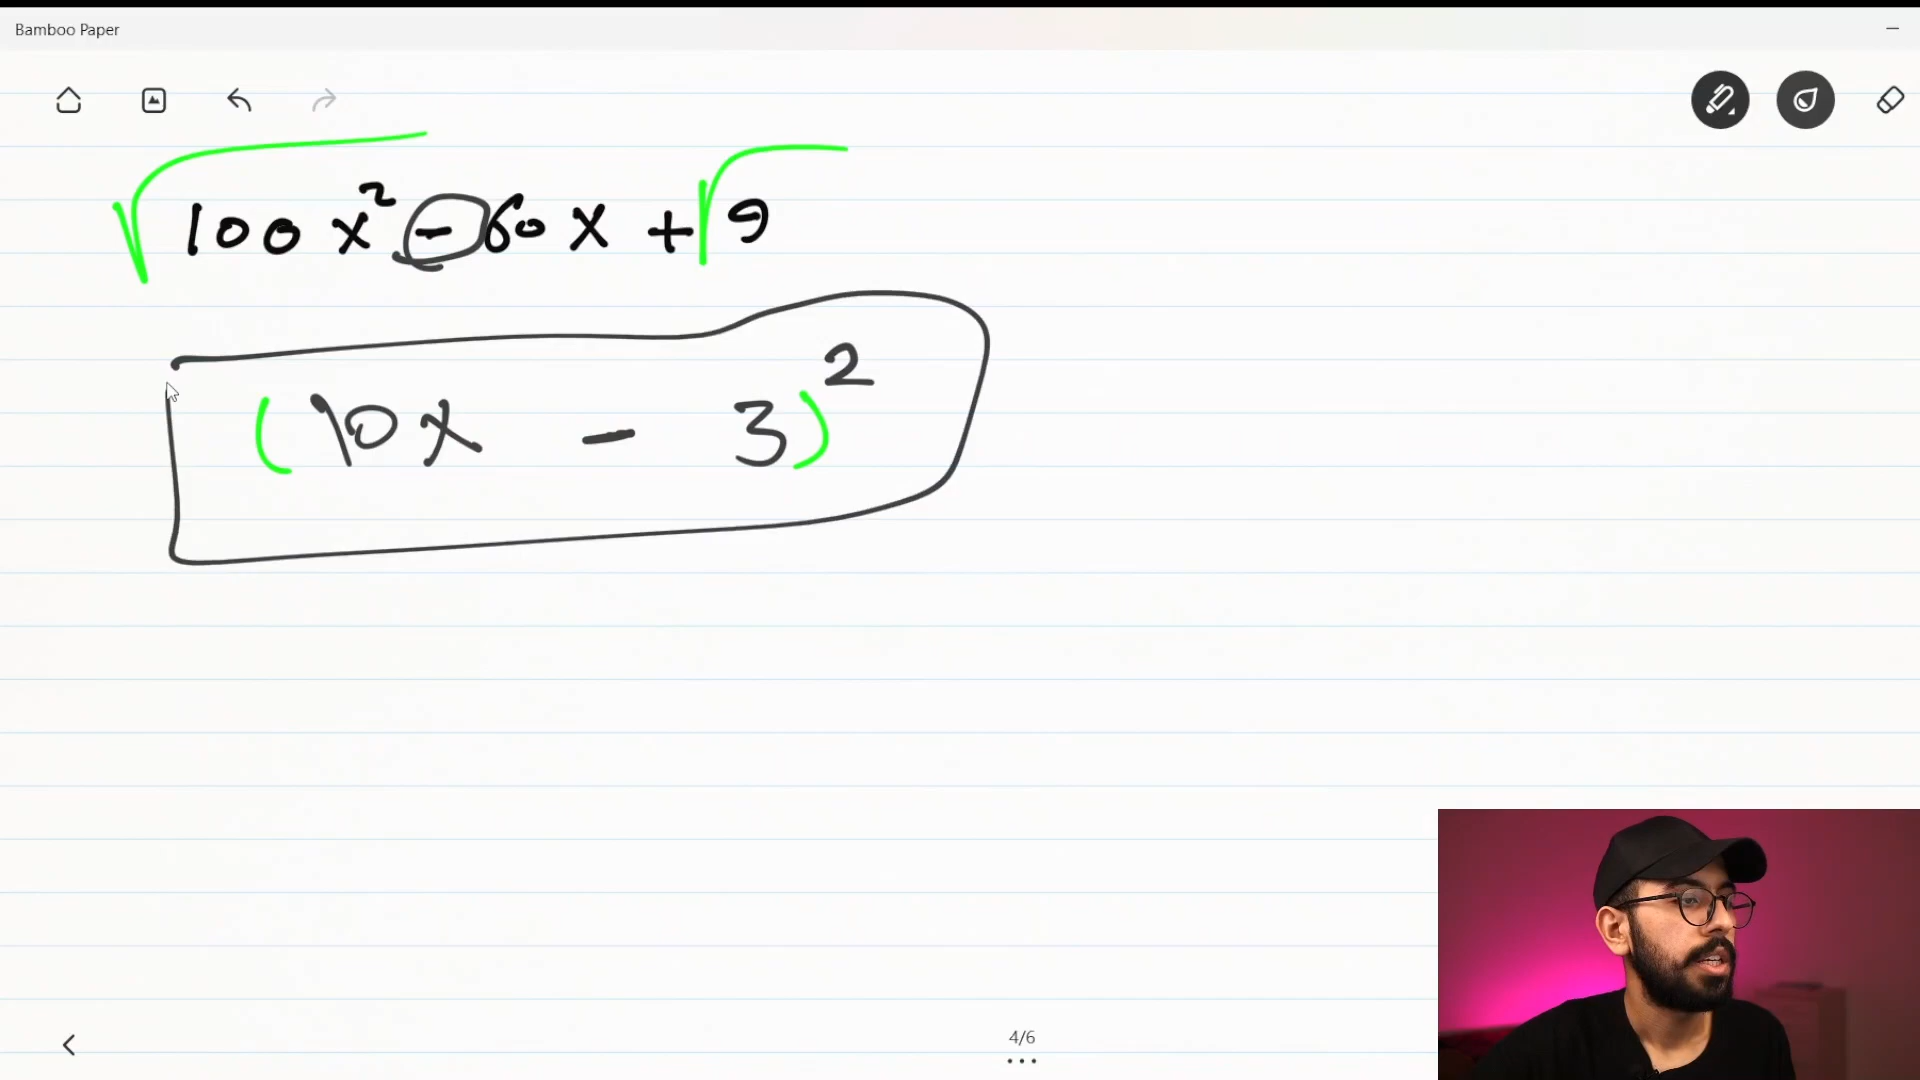 Bamboo Paper
√100x² - 60x + √9
(10x - 3)²
4/6